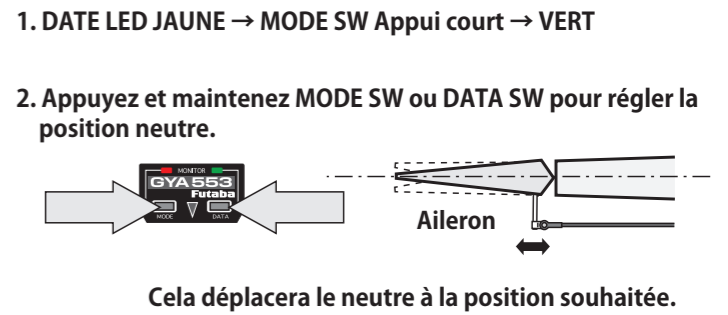 1. DATE LED JAUNE → MODE SW Appui court → VERT
2. Appuyez et maintenez MODE SW ou DATA SW pour régler la
position neutre.
MONITOR
GYA553
Futaba
MODE
DATA
Aileron
Cela déplacera le neutre à la position souhaitée.